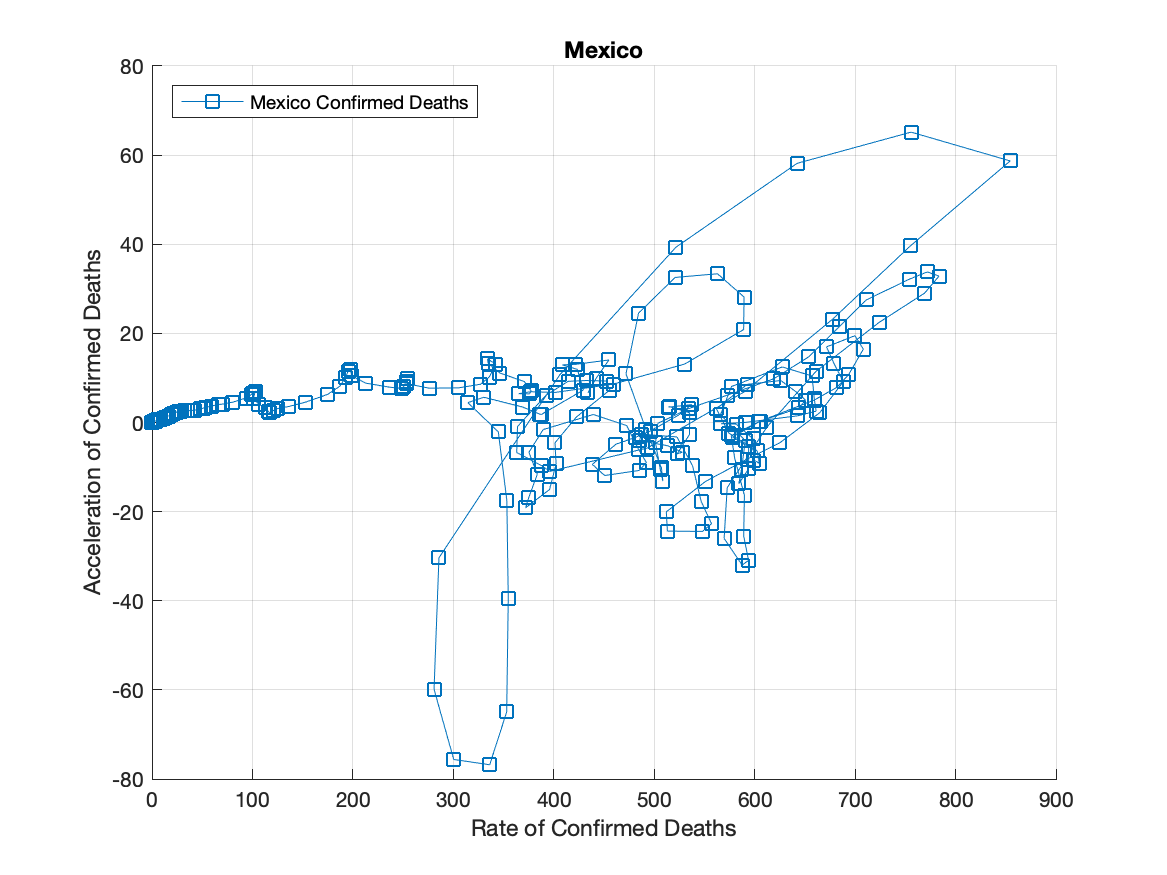 Mexico
Mexico Confirmed Deaths
80
60
40
20
0
-20
-40
-60
-80
Acceleration of Confirmed Deaths
0 100 200 300 400 500 600 700 800 900
Rate of Confirmed Deaths